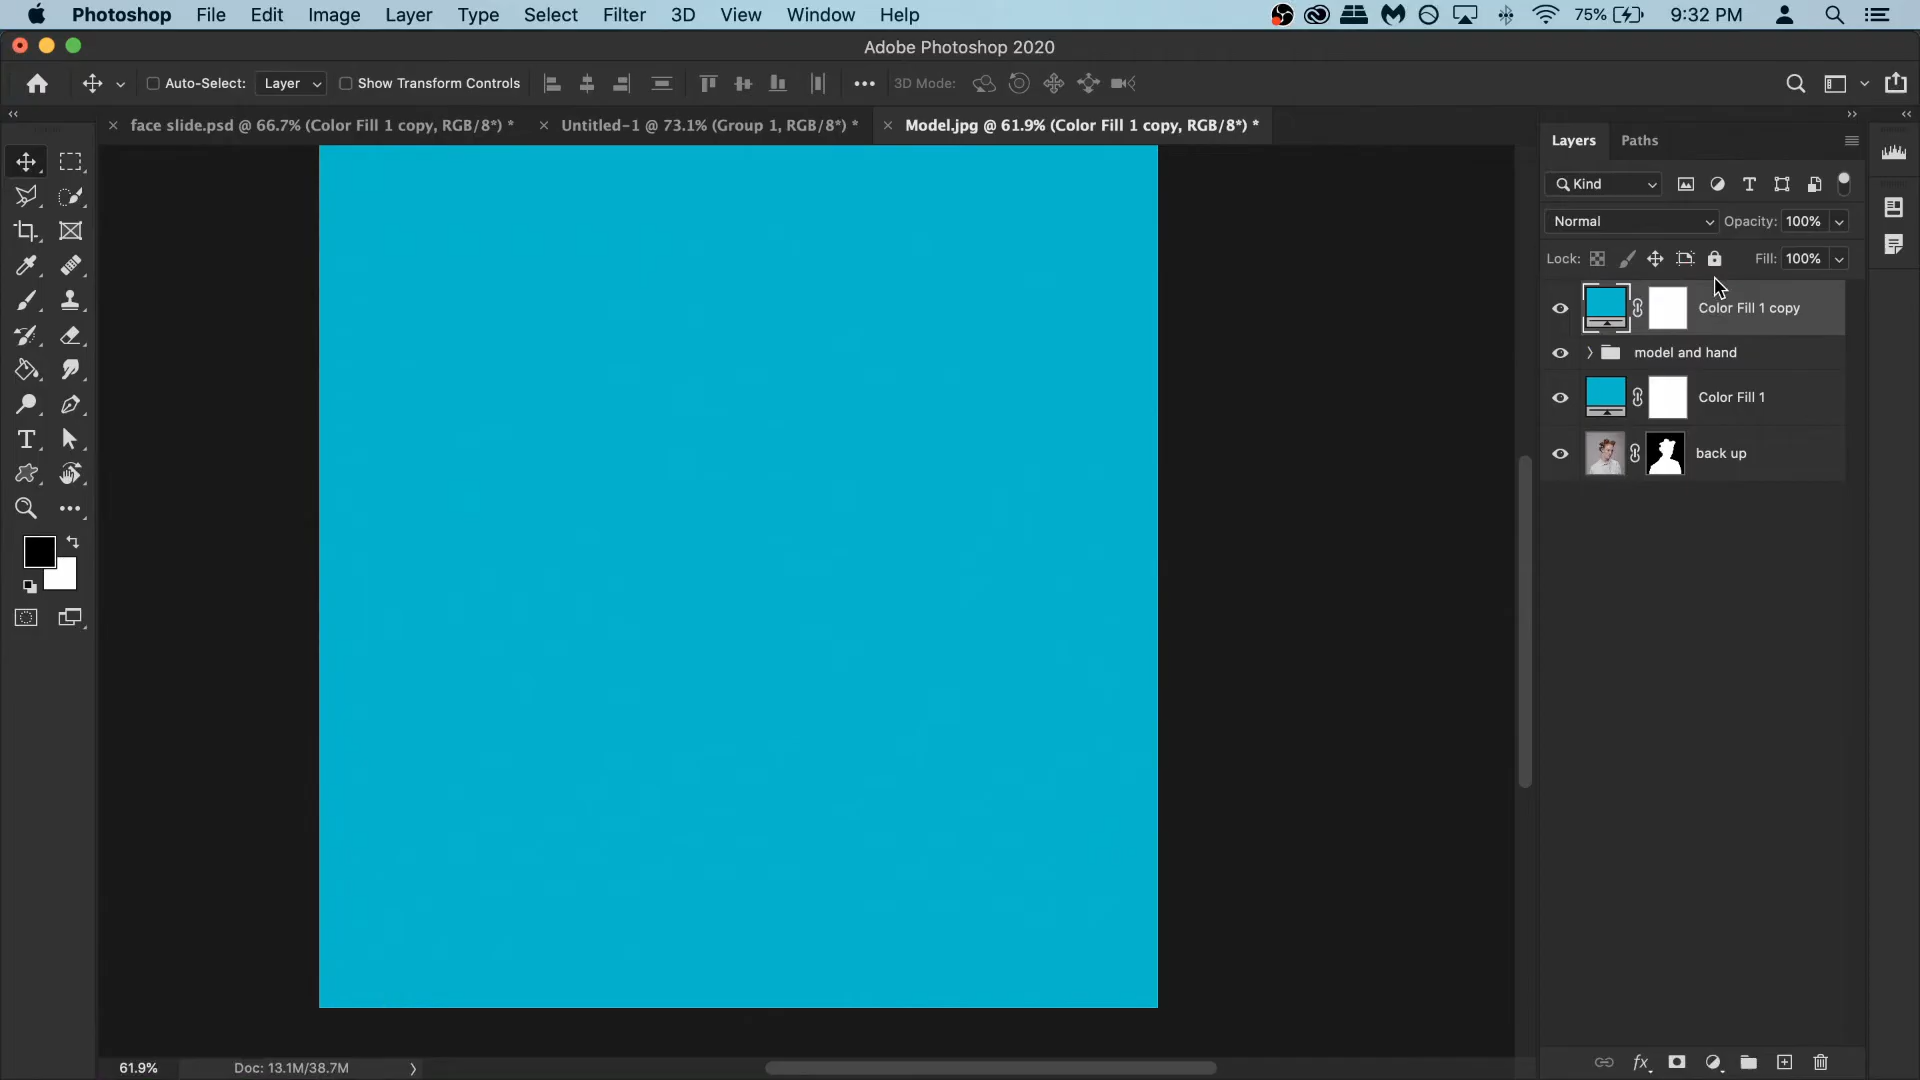 Photoshop File Edit Image Layer Type Select Filter 3D View Window Help 75% 9:32 PM
Adobe Photoshop 2020
Auto-Select: Layer Show Transform Controls 3D Mode:
face slide.psd @ 66.7% (Color Fill 1 copy, RGB/8*) * Untitled-1 @ 73.1% (Group 1, RGB/8*) * Model.jpg @ 61.9% (Color Fill 1 copy, RGB/8*) *
Layers Paths
Kind
Normal Opacity: 100%
Lock: Fill: 100%
Color Fill 1 copy
model and hand
Color Fill 1
back up
61.9% Doc: 13.1M/38.7M